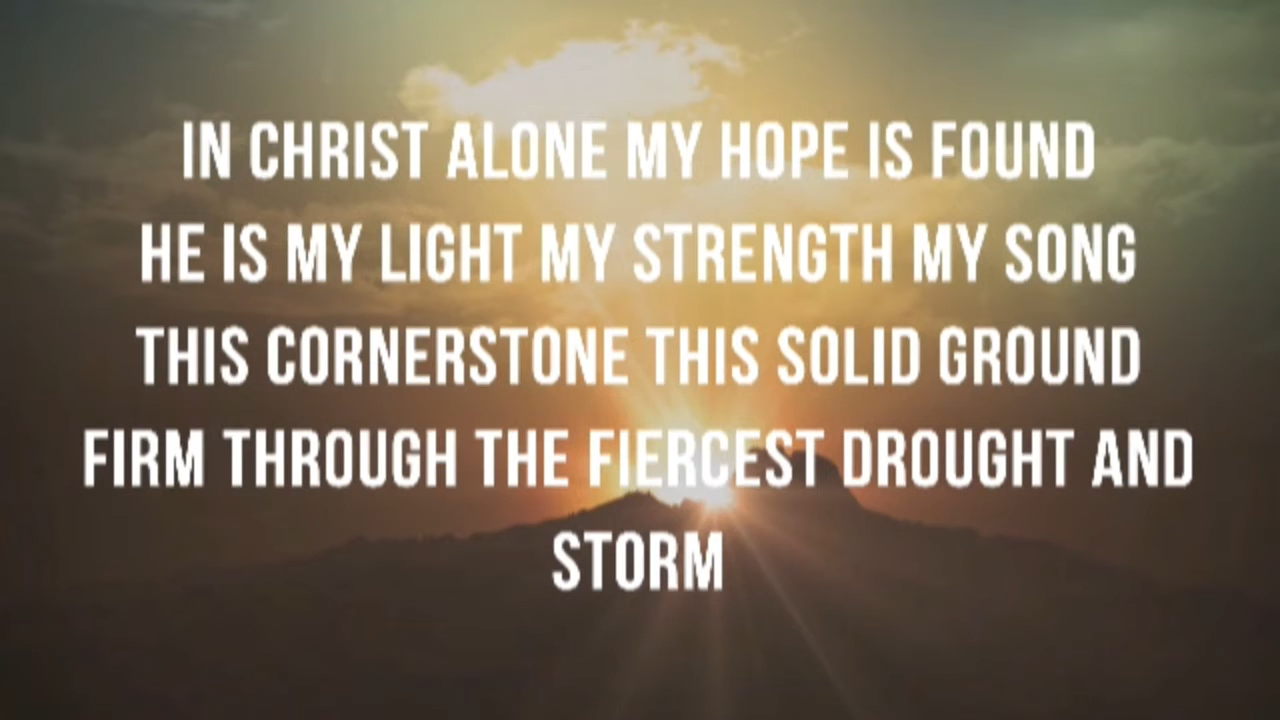 IN CHRIST ALONE MY HOPE IS FOUND
HE IS MY LIGHT MY STRENGTH MY SONG
THIS CORNERSTONE THIS SOLID GROUND
FIRM THROUGH THE FIERCEST DROUGHT AND
STORM